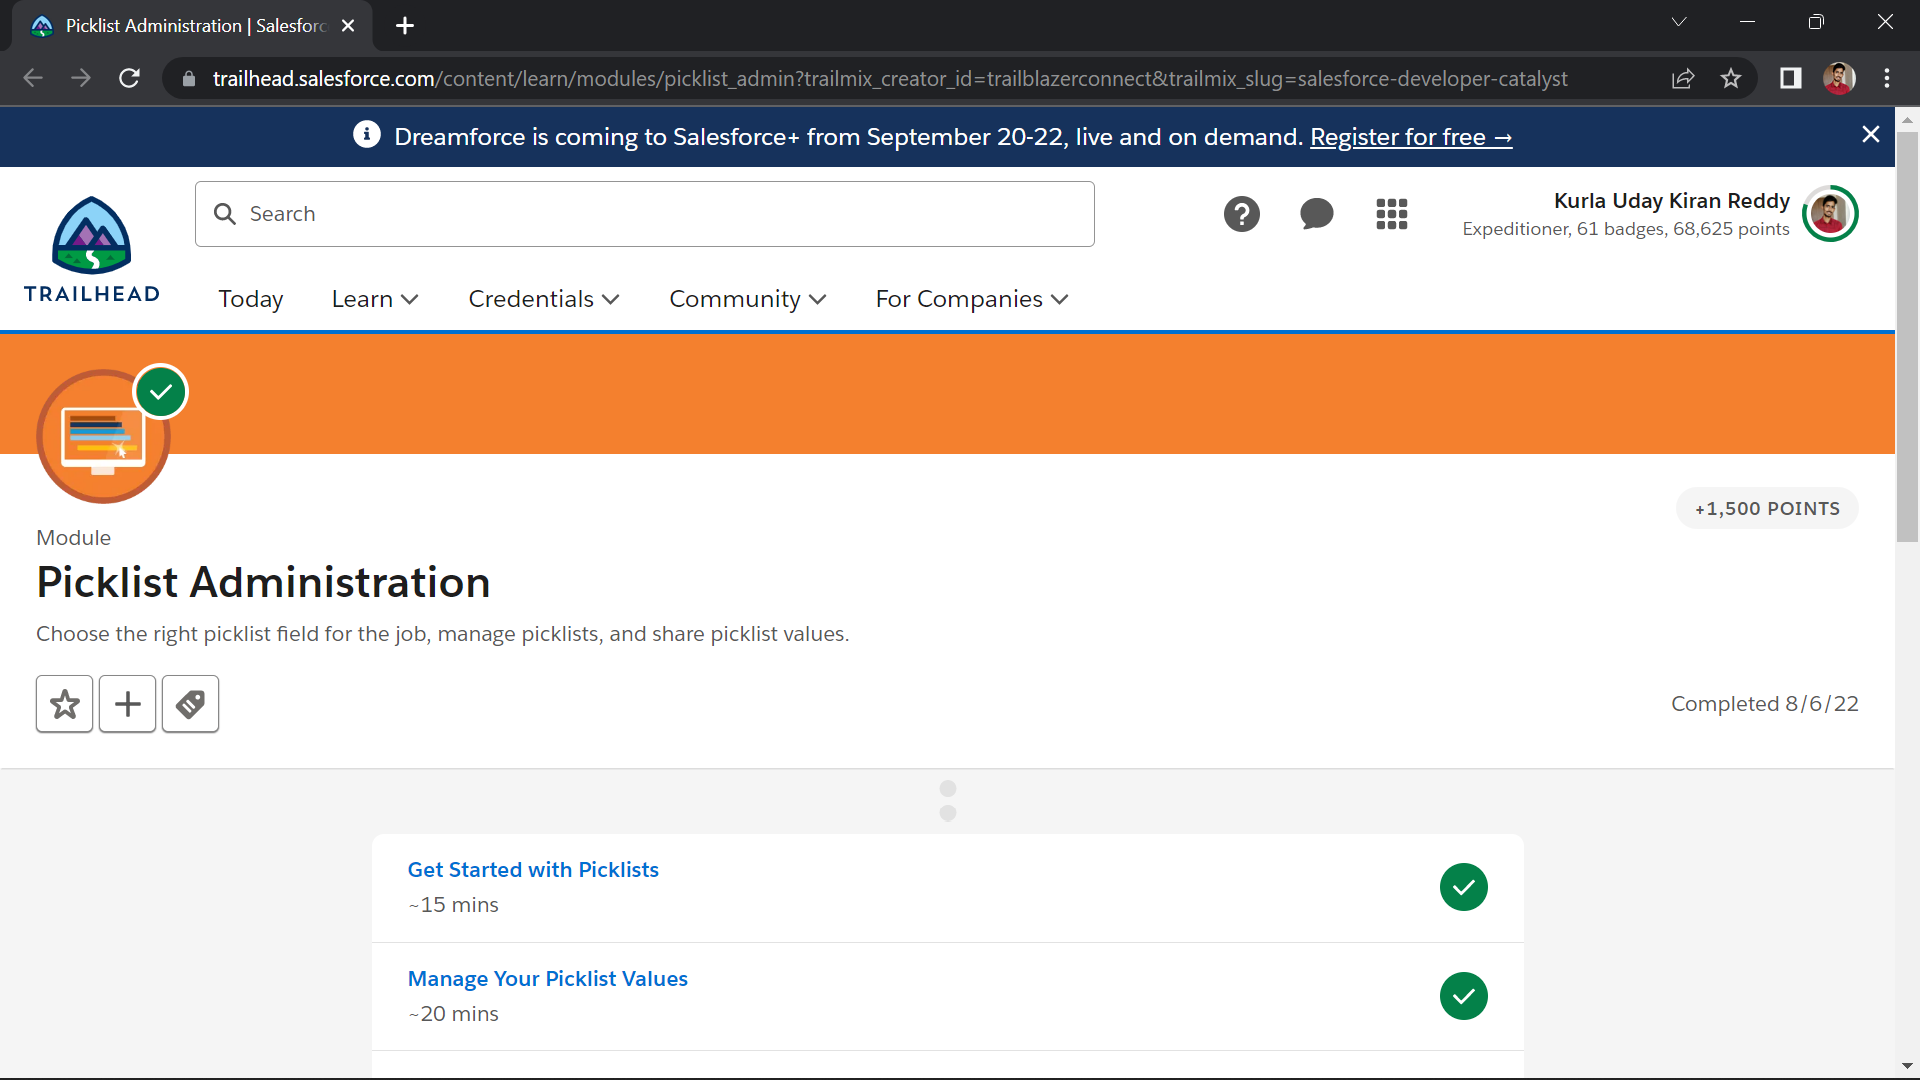 Picklist Administration | Salesforc
trailhead.salesforce.com/content/learn/modules/picklist_admin?trailmix_creator_id=trailblazerconnect&trailmix_slug=salesforce-developer-catalyst
Dreamforce is coming to Salesforce+ from September 20-22, live and on demand. Register for free →
TRAILHEAD
Search
Kurla Uday Kiran Reddy
Expeditioner, 61 badges, 68,625 points
Today Learn Credentials Community For Companies
+1,500 POINTS
Module
Picklist Administration
Choose the right picklist field for the job, manage picklists, and share picklist values.
Completed 8/6/22
Get Started with Picklists
~15 mins
Manage Your Picklist Values
~20 mins